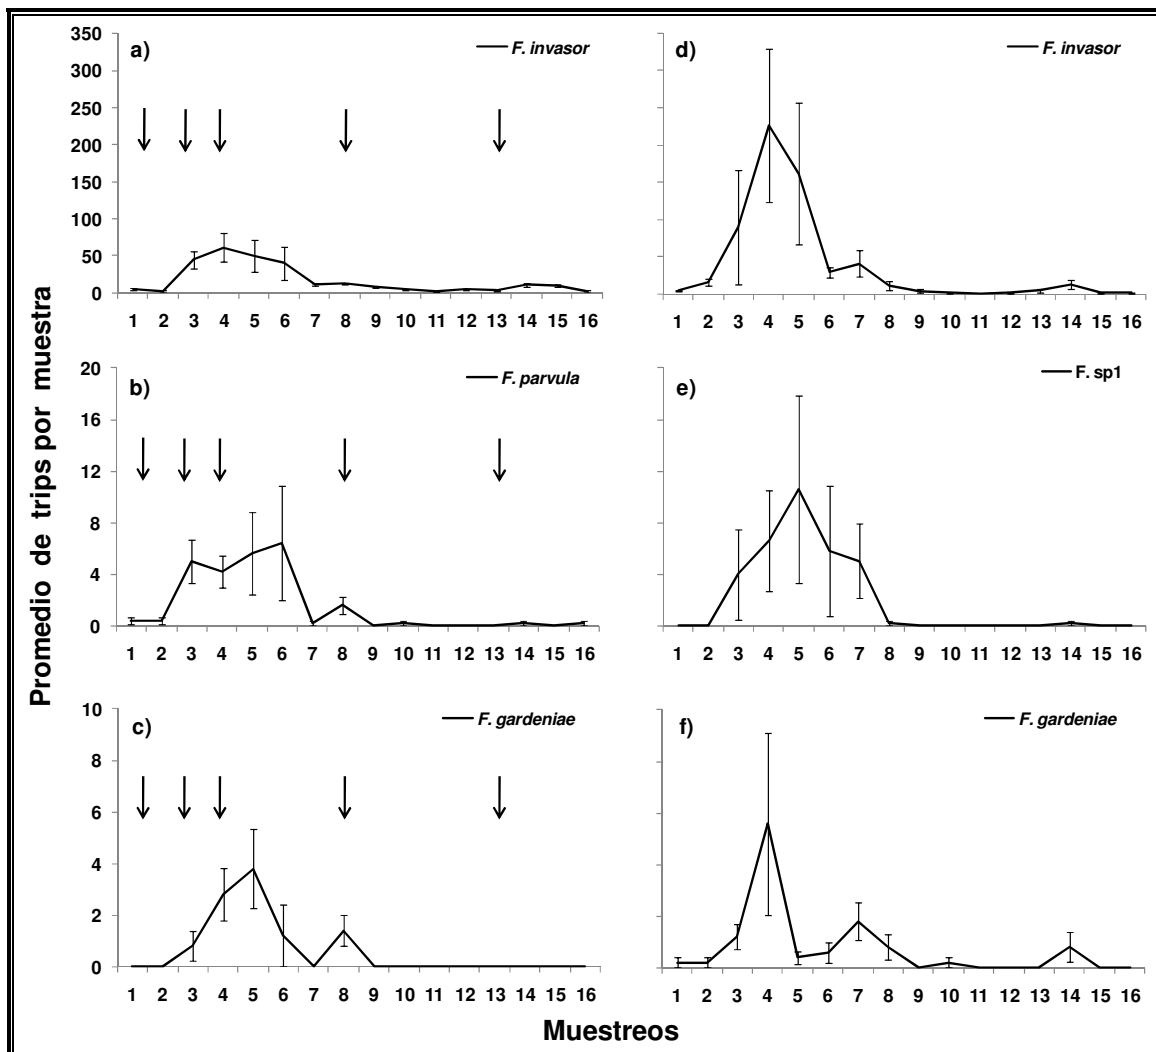 Promedio de trips por muestra
a)
F. invasor
350
300
250
200
150
100
50
0
1 2 3 4 5 6 7 8 9 10 11 12 13 14 15 16
d)
F. invasor
1 2 3 4 5 6 7 8 9 10 11 12 13 14 15 16
b)
F. parvula
20
16
12
8
4
0
1 2 3 4 5 6 7 8 9 10 11 12 13 14 15 16
e)
F. sp1
1 2 3 4 5 6 7 8 9 10 11 12 13 14 15 16
c)
F. gardeniae
10
8
6
4
2
0
1 2 3 4 5 6 7 8 9 10 11 12 13 14 15 16
f)
F. gardeniae
1 2 3 4 5 6 7 8 9 10 11 12 13 14 15 16
Muestreos